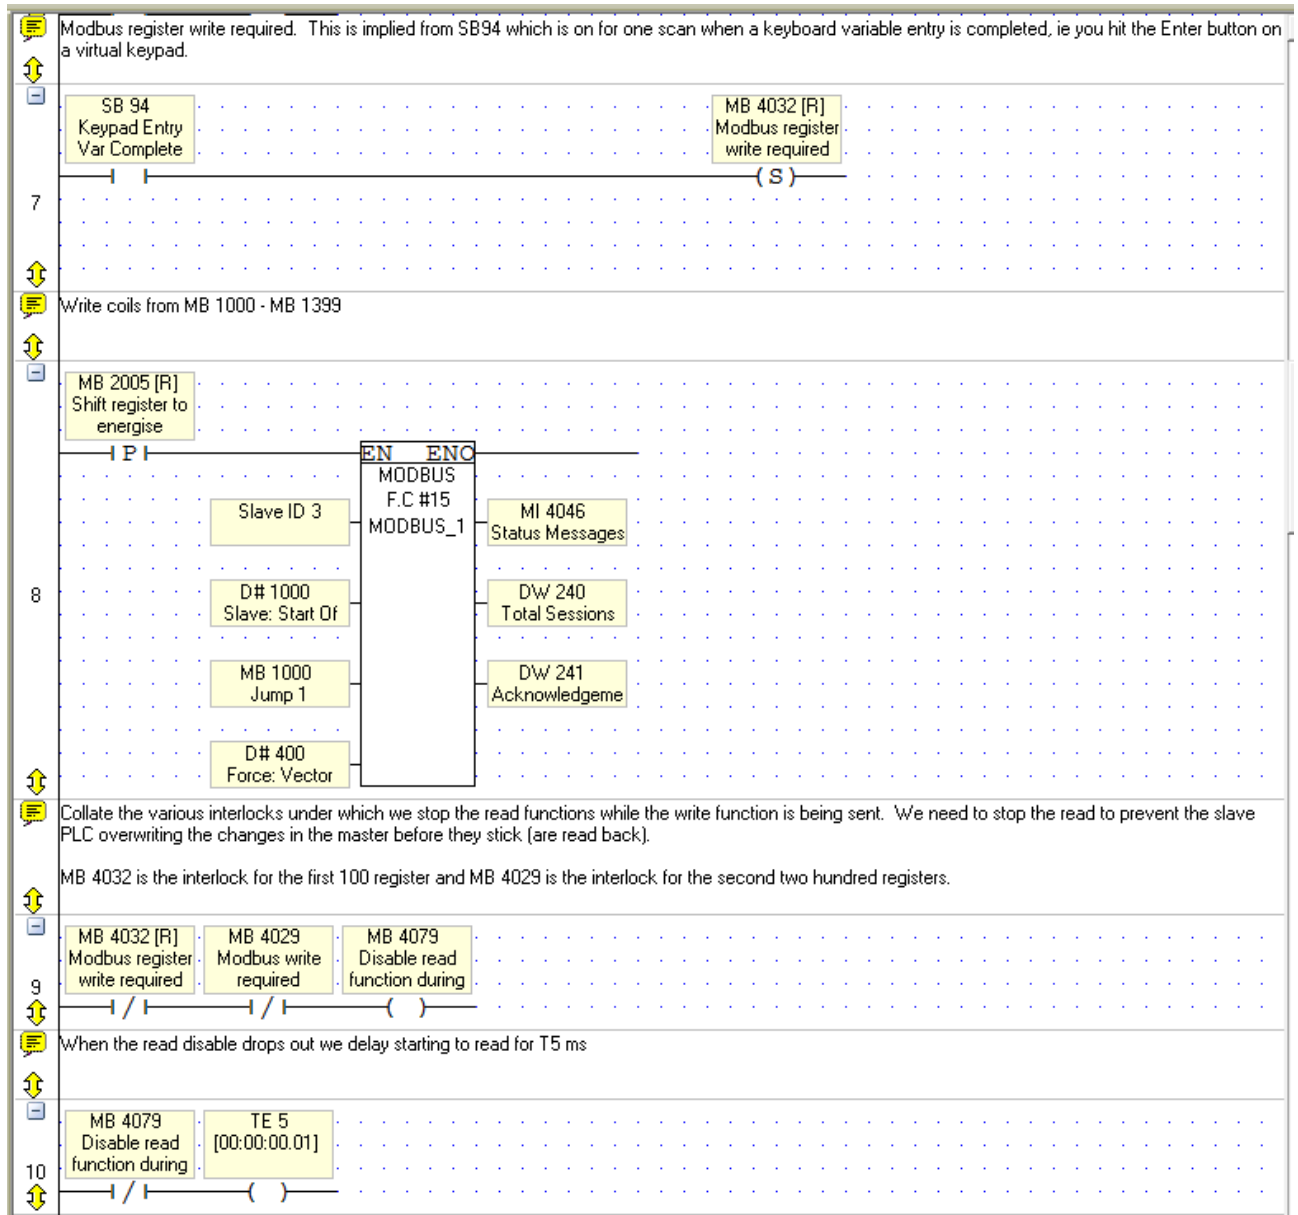 Modbus register write required.  This is implied from SB94 which is on for one scan when a keyboard variable entry is completed, ie you hit the Enter button on
a virtual keypad.
SB 94
Keypad Entry
Var Complete
MB 4032 [R]
Modbus register
write required
( S )
7
Write coils from MB 1000 - MB 1399
MB 2005 [R]
Shift register to
energise
P
EN ENO
MODBUS
F.C #15
MODBUS_1
Slave ID 3
MI 4046
Status Messages
8
D# 1000
Slave: Start Of
DW 240
Total Sessions
MB 1000
Jump 1
DW 241
Acknowledgeme
D# 400
Force: Vector
Collate the various interlocks under which we stop the read functions while the write function is being sent.  We need to stop the read to prevent the slave
PLC overwriting the changes in the master before they stick (are read back).
MB 4032 is the interlock for the first 100 register and MB 4029 is the interlock for the second two hundred registers.
MB 4032 [R]
Modbus register
write required
MB 4029
Modbus write
required
MB 4079
Disable read
function during
9
When the read disable drops out we delay starting to read for T5 ms
MB 4079
Disable read
function during
TE 5
[00:00:00.01]
10